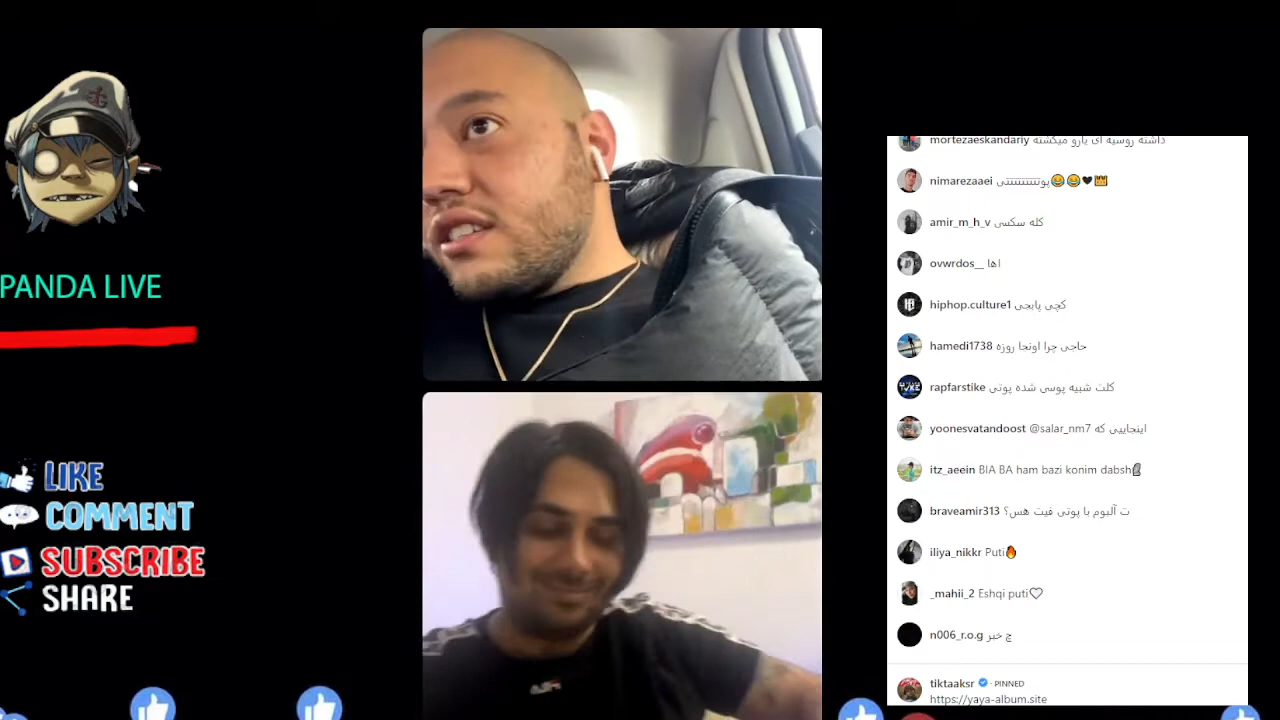 PANDA LIVE
LIKE
COMMENT
SUBSCRIBE
SHARE
mortezaeskandariy داشته روسیه ای یارو میکشته
nimarezaaei پوتتتتتتتتی😂😂🖤👑
amir_m_h_v کله سکسی
ovwrdos__ اها
hiphop.culture1 کچی پابجی
hamedi1738 حاجی چرا اونجا روزه
rapfarstike کلت شبیه پوسی شده پوتی
yoonesvatandoost @salar_nm7 اینجاییی که
itz_aeein BIA BA ham bazi konim dabsh🗿
braveamir313 ت آلبوم با پوتی فیت هس؟
iliya_nikkr Puti🔥
_mahii_2 Eshqi puti🤍
n006_r.o.g چ خبر
tiktaaksr • PINNED
https://yaya-album.site